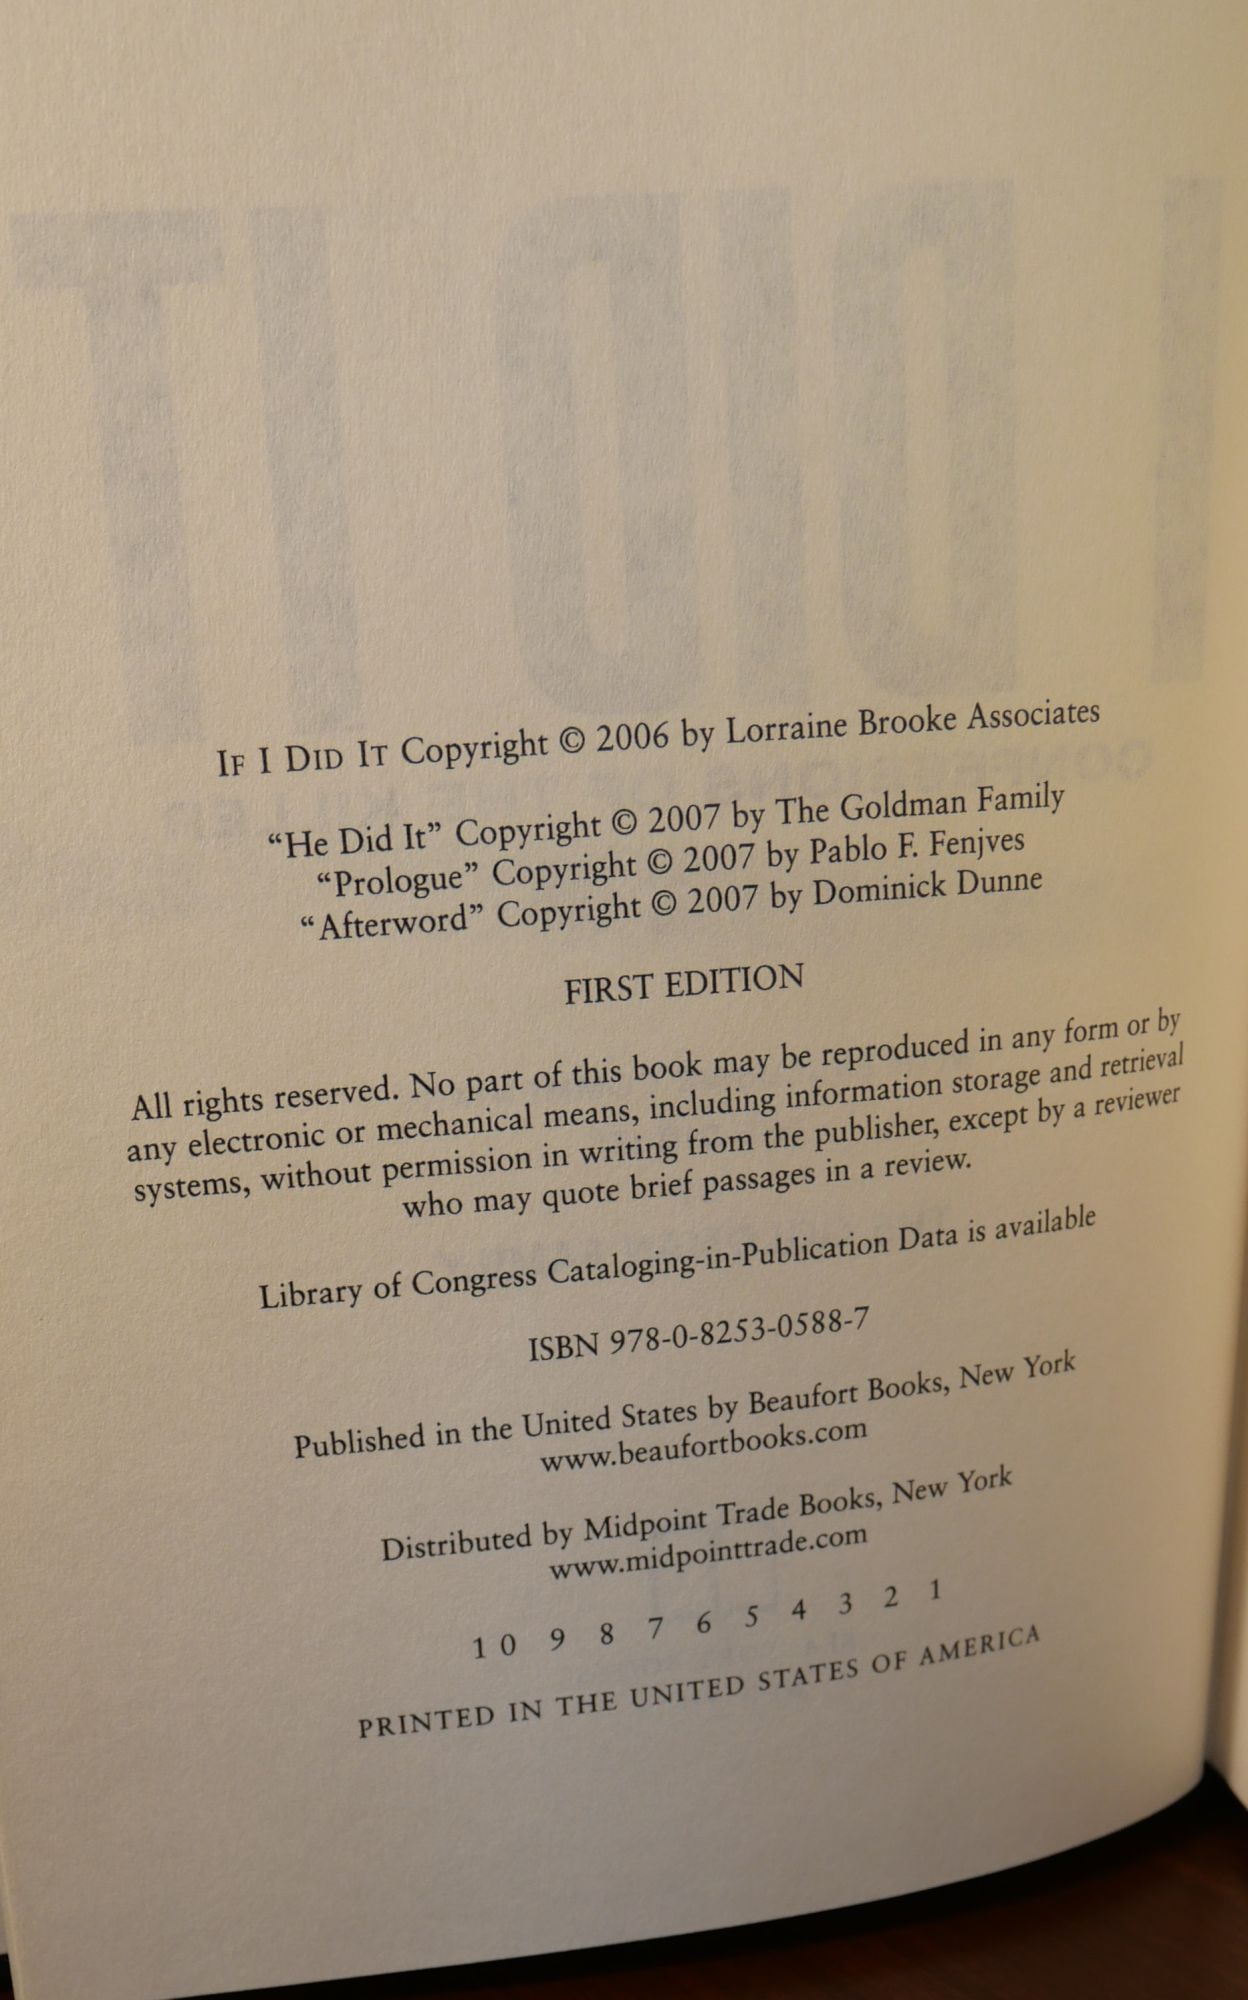 IF I DID IT Copyright © 2006 by Lorraine Brooke Associates
“He Did It” Copyright © 2007 by The Goldman Family
“Prologue” Copyright © 2007 by Pablo F. Fenjves
“Afterword” Copyright © 2007 by Dominick Dunne
FIRST EDITION
All rights reserved. No part of this book may be reproduced in any form or by
any electronic or mechanical means, including information storage and retrieval
systems, without permission in writing from the publisher, except by a reviewer
who may quote brief passages in a review.
Library of Congress Cataloging-in-Publication Data is available
ISBN 978-0-8253-0588-7
Published in the United States by Beaufort Books, New York
www.beaufortbooks.com
Distributed by Midpoint Trade Books, New York
www.midpointtrade.com
10 9 8 7 6 5 4 3 2 1
PRINTED IN THE UNITED STATES OF AMERICA